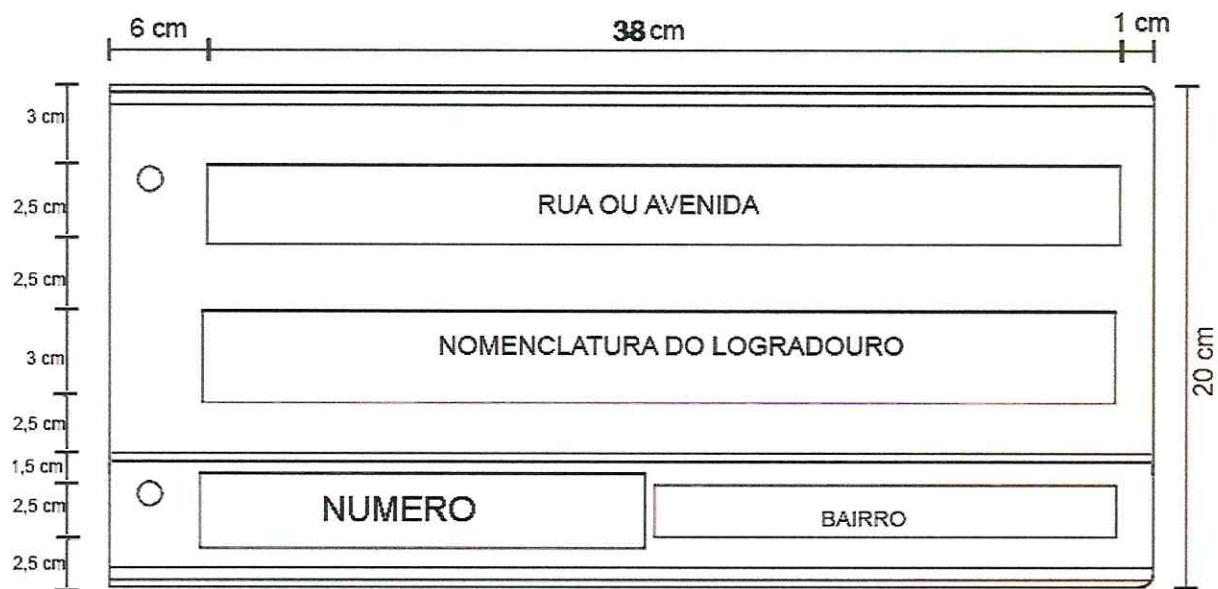 6 cm 38 cm 1 cm
3 cm
2,5 cm
RUA OU AVENIDA
2,5 cm
3 cm
NOMENCLATURA DO LOGRADOURO
20 cm
2,5 cm
1,5 cm
2,5 cm
NUMERO
BAIRRO
2,5 cm